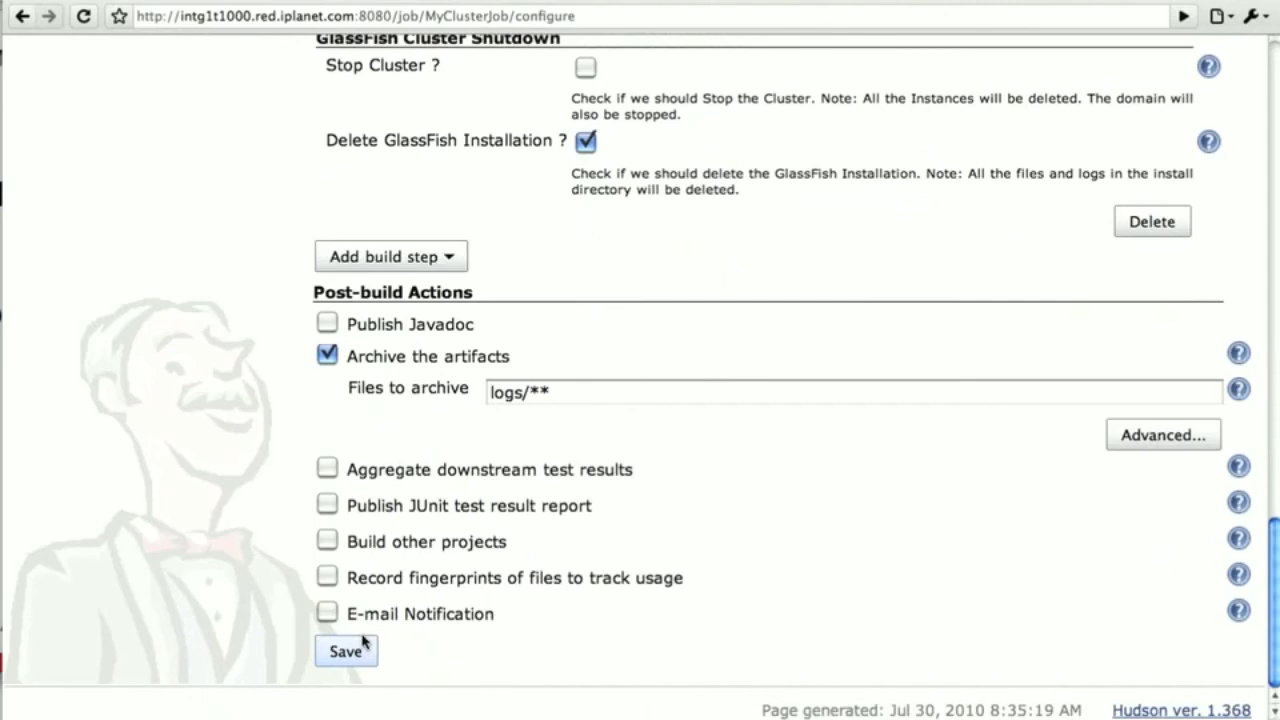 http://intg1t1000.red.iplanet.com:8080/job/MyClusterJob/configure
GlassFish Cluster Shutdown
Stop Cluster ?
Check if we should Stop the Cluster. Note: All the Instances will be deleted. The domain will
also be stopped.
Delete GlassFish Installation ?
Check if we should delete the GlassFish Installation. Note: All the files and logs in the install
directory will be deleted.
Delete
Add build step
Post-build Actions
Publish Javadoc
Archive the artifacts
Files to archive logs/**
Advanced...
Aggregate downstream test results
Publish JUnit test result report
Build other projects
Record fingerprints of files to track usage
E-mail Notification
Save
Page generated: Jul 30, 2010 8:35:19 AM Hudson ver. 1.368